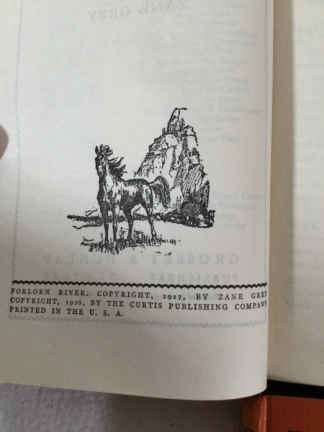 FORLORN RIVER. COPYRIGHT, 1927, BY ZANE GREY
COPYRIGHT, 1926, BY THE CURTIS PUBLISHING COMPANY
PRINTED IN THE U. S. A.